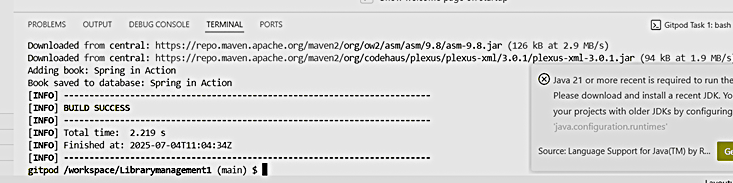 PROBLEMS OUTPUT DEBUG CONSOLE TERMINAL PORTS
Gitpod Task 1: bash
Downloaded from central: https://repo.maven.apache.org/maven2/org/ow2/asm/asm/9.8/asm-9.8.jar (126 kB at 2.9 MB/s)
Downloaded from central: https://repo.maven.apache.org/maven2/org/codehaus/plexus/plexus-xml/3.0.1/plexus-xml-3.0.1.jar (94 kB at 1.9 MB/s)
Adding book: Spring in Action
Book saved to database: Spring in Action
[INFO] ------------------------------------------------------------------------
[INFO] BUILD SUCCESS
[INFO] ------------------------------------------------------------------------
[INFO] Total time:  2.219 s
[INFO] Finished at: 2025-07-04T11:04:34Z
[INFO] ------------------------------------------------------------------------
gitpod /workspace/Librarymanagement1 (main) $
Java 21 or more recent is required to run the
Please download and install a recent JDK. Yo
your projects with older JDKs by configuring
'java.configuration.runtimes'
Source: Language Support for Java(TM) by R... Ge